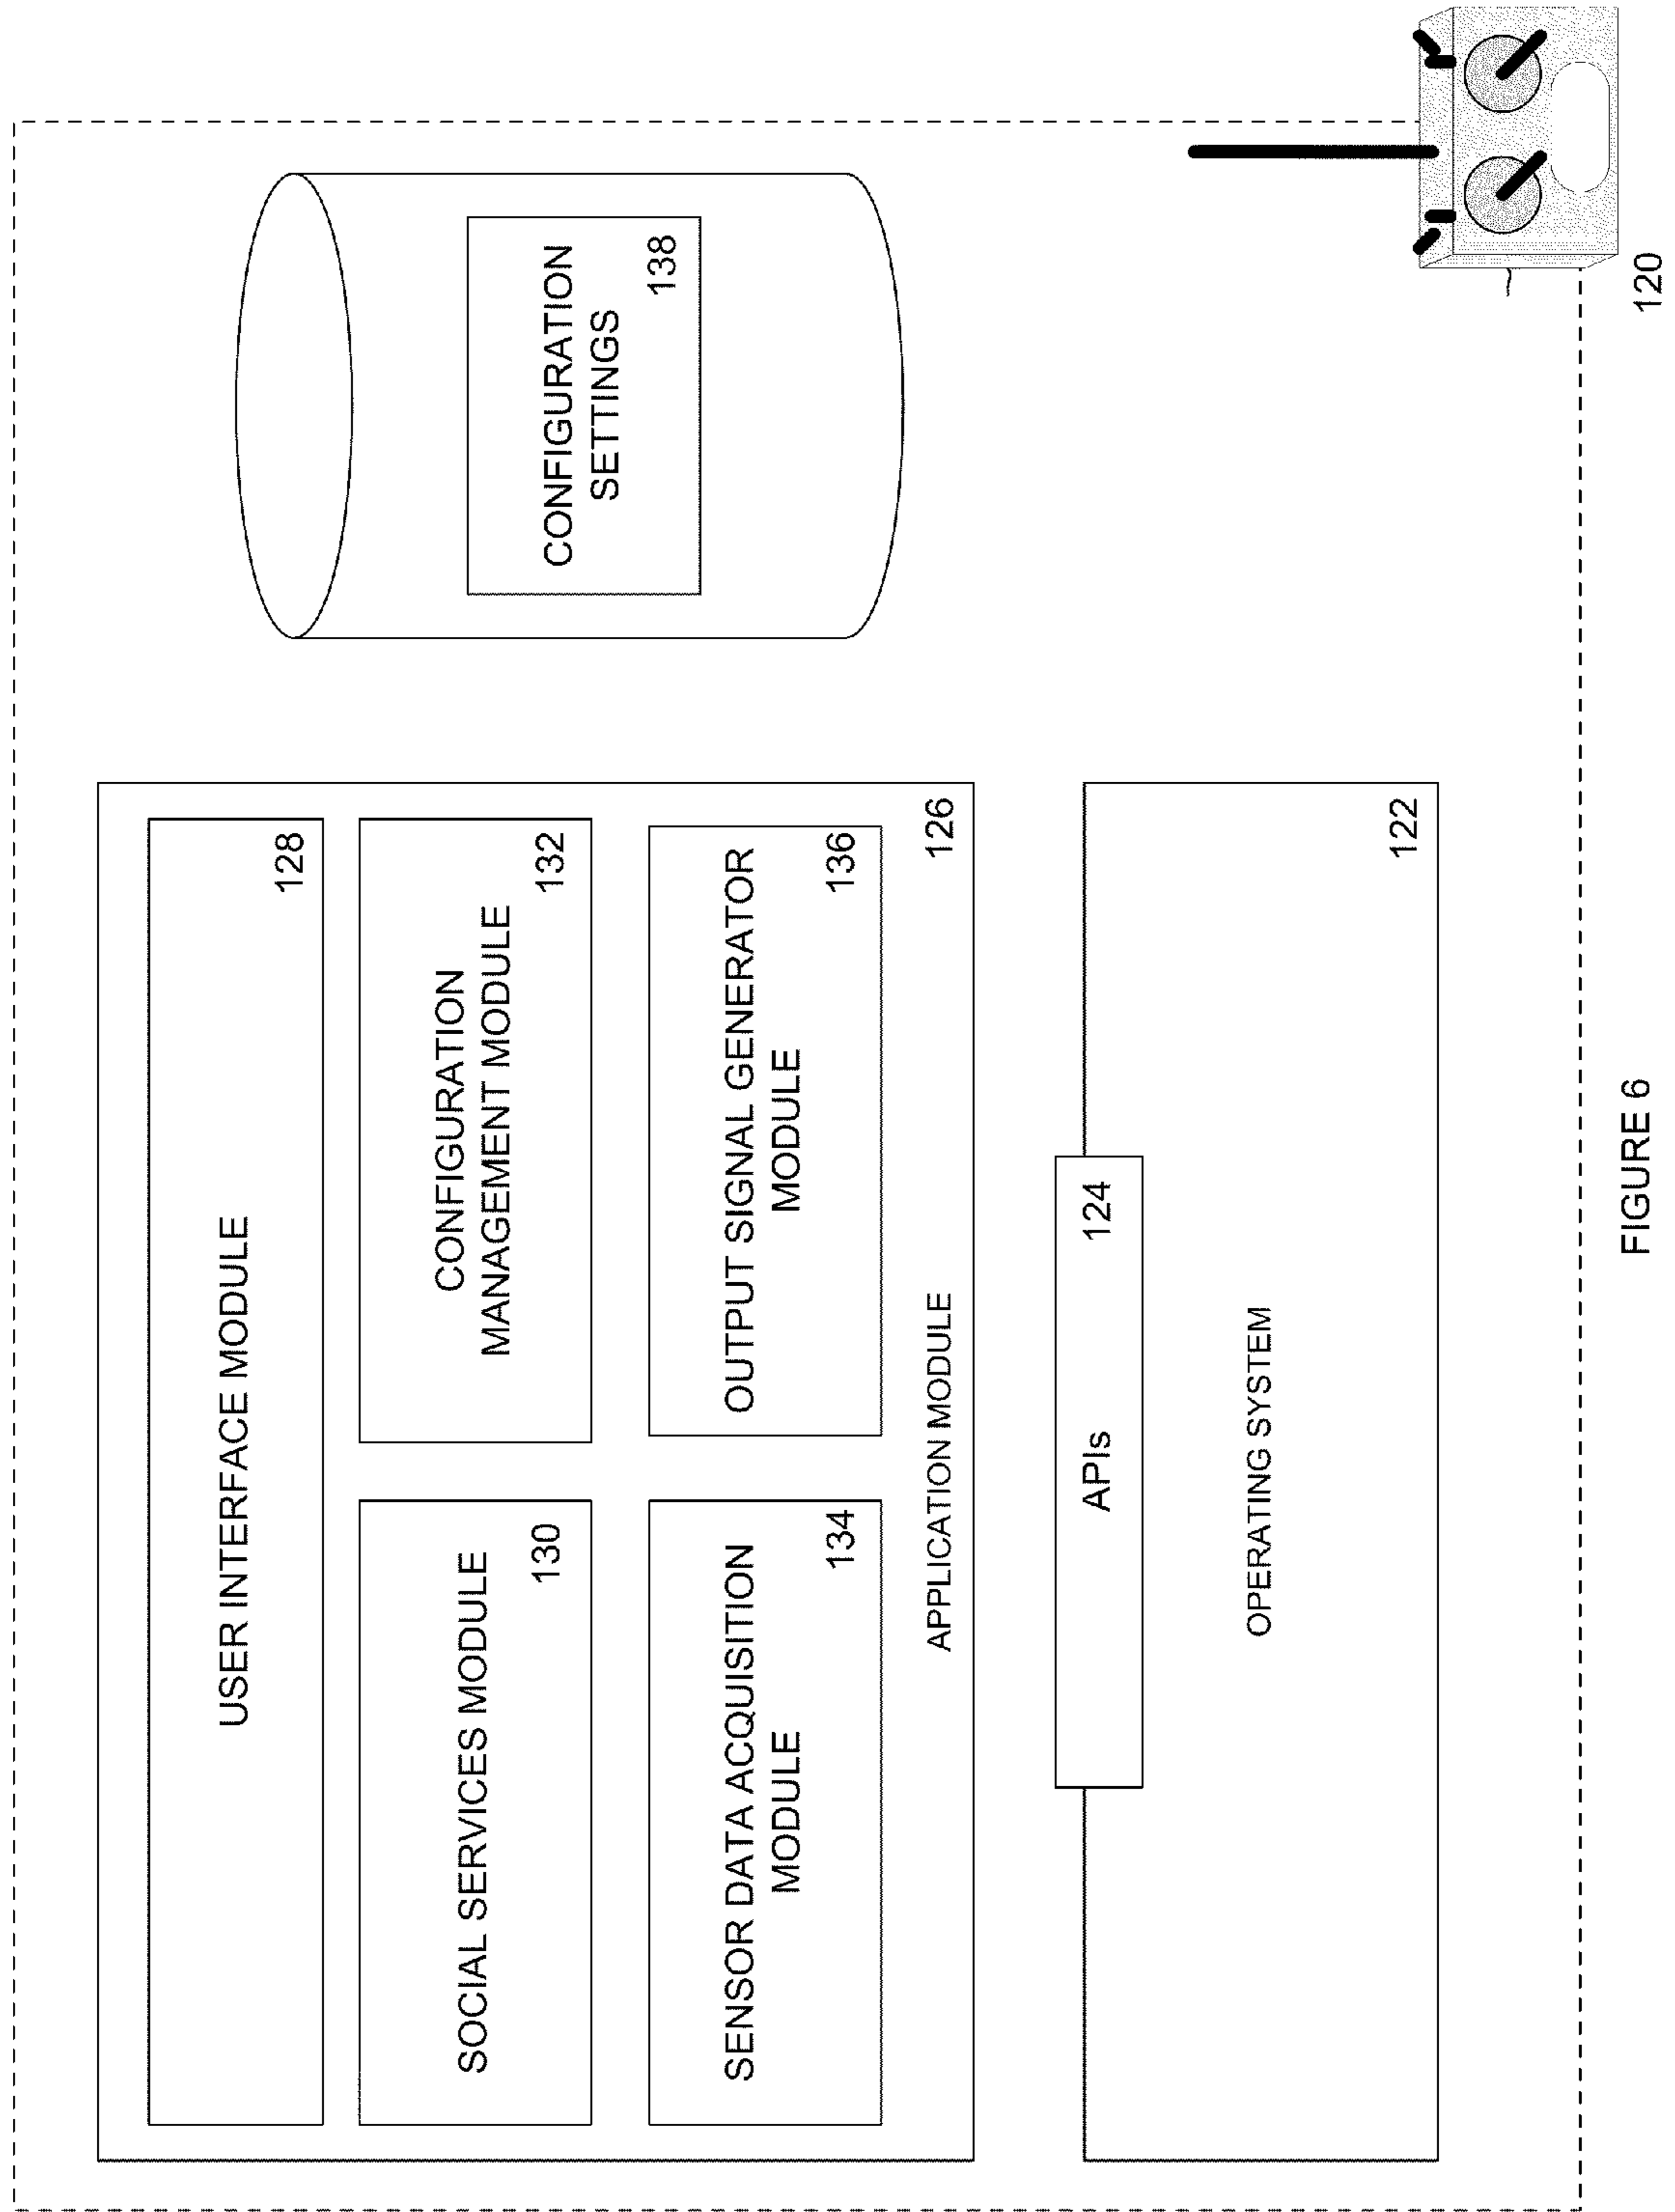 USER INTERFACE MODULE
128
SOCIAL SERVICES MODULE
130
CONFIGURATION
MANAGEMENT MODULE
132
SENSOR DATA ACQUISITION
MODULE
134
OUTPUT SIGNAL GENERATOR
MODULE
136
APPLICATION MODULE
126
CONFIGURATION
SETTINGS
138
APIs
124
OPERATING SYSTEM
122
120
FIGURE 6